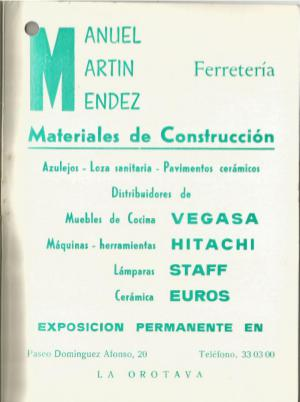 MANUEL
MARTIN
MENDEZ
Ferretería
Materiales de Construcción
Azulejos - Loza sanitaria - Pavimentos cerámicos
Distribuidores de
Muebles de Cocina VEGASA
Máquinas - herramientas HITACHI
Lámparas STAFF
Cerámica EUROS
EXPOSICION PERMANENTE EN
Paseo Domínguez Afonso, 20 Teléfono, 33 03 00
LA OROTAVA